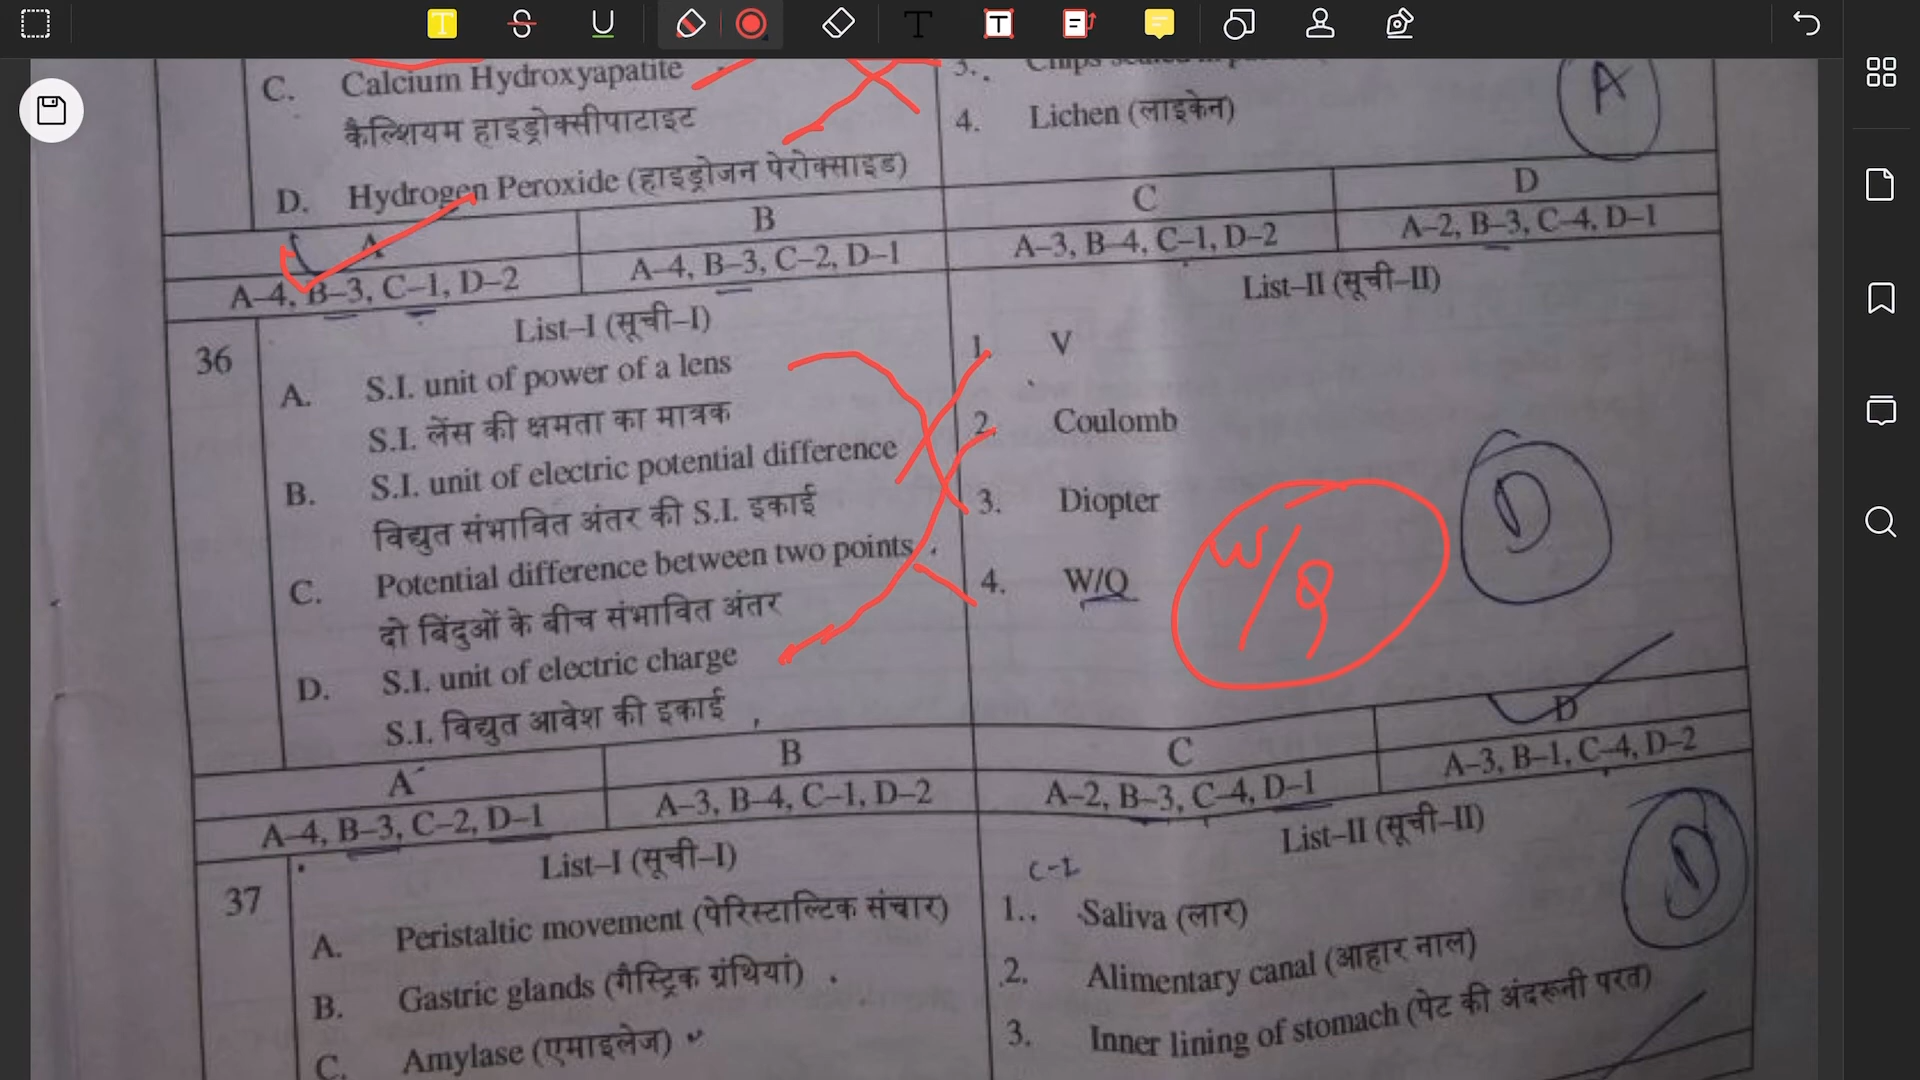 C. Calcium Hydroxyapatite
कैल्शियम हाइड्रोक्सीपाटाइट
D. Hydrogen Peroxide (हाइड्रोजन पेरोक्साइड)
3.
4. Lichen (लाइकेन)
A
A B C D
A–4, B–3, C–1, D–2 A–4, B–3, C–2, D–1 A–3, B–4, C–1, D–2 A–2, B–3, C–4, D–1
36 List–I (सूची–I) List–II (सूची–II)
A. S.I. unit of power of a lens 1. V
S.I. लेंस की क्षमता का मात्रक
B. S.I. unit of electric potential difference 2. Coulomb
विद्युत संभावित अंतर की S.I. इकाई
C. Potential difference between two points 3. Diopter
दो बिंदुओं के बीच संभावित अंतर
D. S.I. unit of electric charge 4. W/Q
S.I. विद्युत आवेश की इकाई
W/Q
D
A B C D
A–4, B–3, C–2, D–1 A–3, B–4, C–1, D–2 A–2, B–3, C–4, D–1 A–3, B–1, C–4, D–2
37 List–I (सूची–I) List–II (सूची–II)
A. Peristaltic movement (पेरिस्टाल्टिक संचार) 1. Saliva (लार)
B. Gastric glands (गैस्ट्रिक ग्रंथियां) 2. Alimentary canal (आहार नाल)
C. Amylase (एमाइलेज) 3. Inner lining of stomach (पेट की अंदरूनी परत)
D